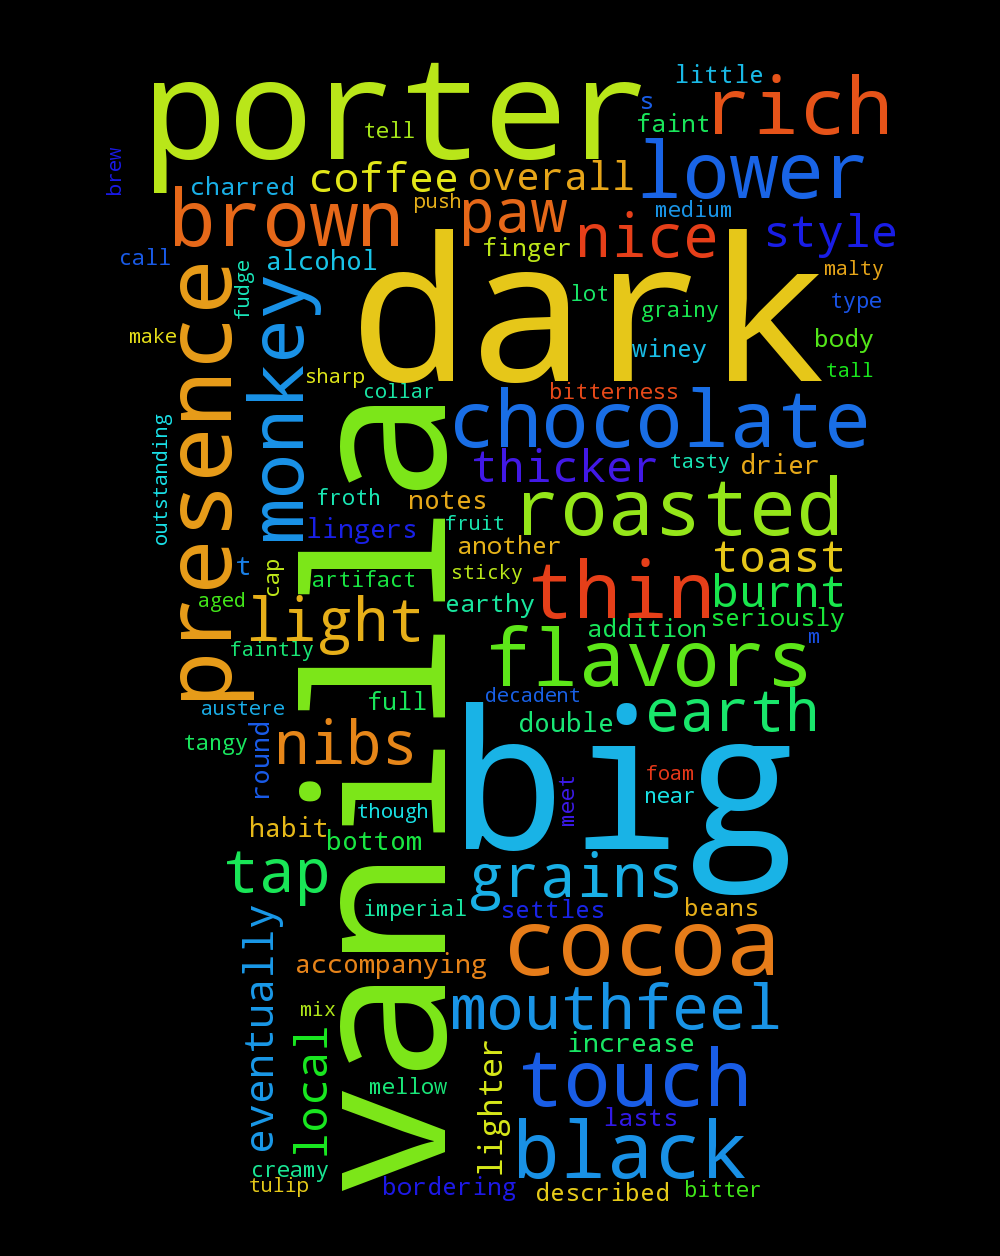 little
porter
rich
s
faint
tell
lower
brew
charred
coffee
overall
brown
push
paw
medium
nice
style
call
alcohol
finger
dark
malty
presence
fudge
monkey
lot
type
grainy
make
winey
body
sharp
tall
collar
bitterness
chocolate
vanilla
outstanding
thicker
tasty
drier
froth
notes
roasted
lingers
fruit
another
toast
t
cap
artifact
sticky
thin
burnt
aged
light
earthy
seriously
addition
faintly
flavors
m
full
decadent
austere
double
earth
big
tangy
round
nibs
foam
meet
near
though
habit
bottom
tap
grains
imperial
settles
beans
eventually
cocoa
accompanying
mouthfeel
mix
local
increase
lighter
touch
mellow
lasts
black
creamy
tulip
bordering
described
bitter